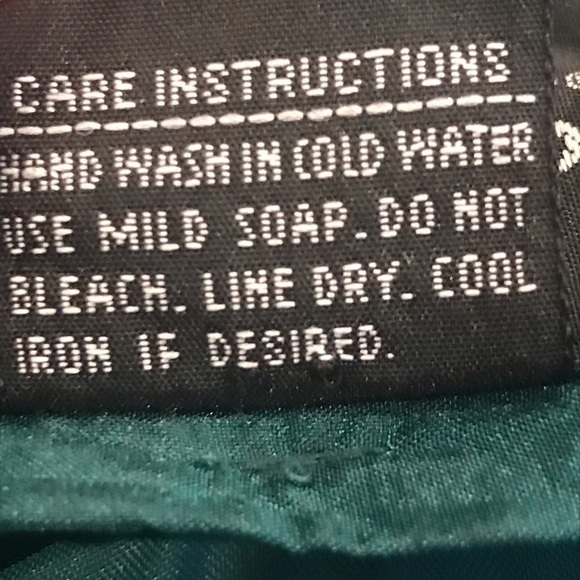 CARE INSTRUCTIONS
HAND WASH IN COLD WATER
USE MILD SOAP. DO NOT
BLEACH. LINE DRY. COOL
IRON IF DESIRED.